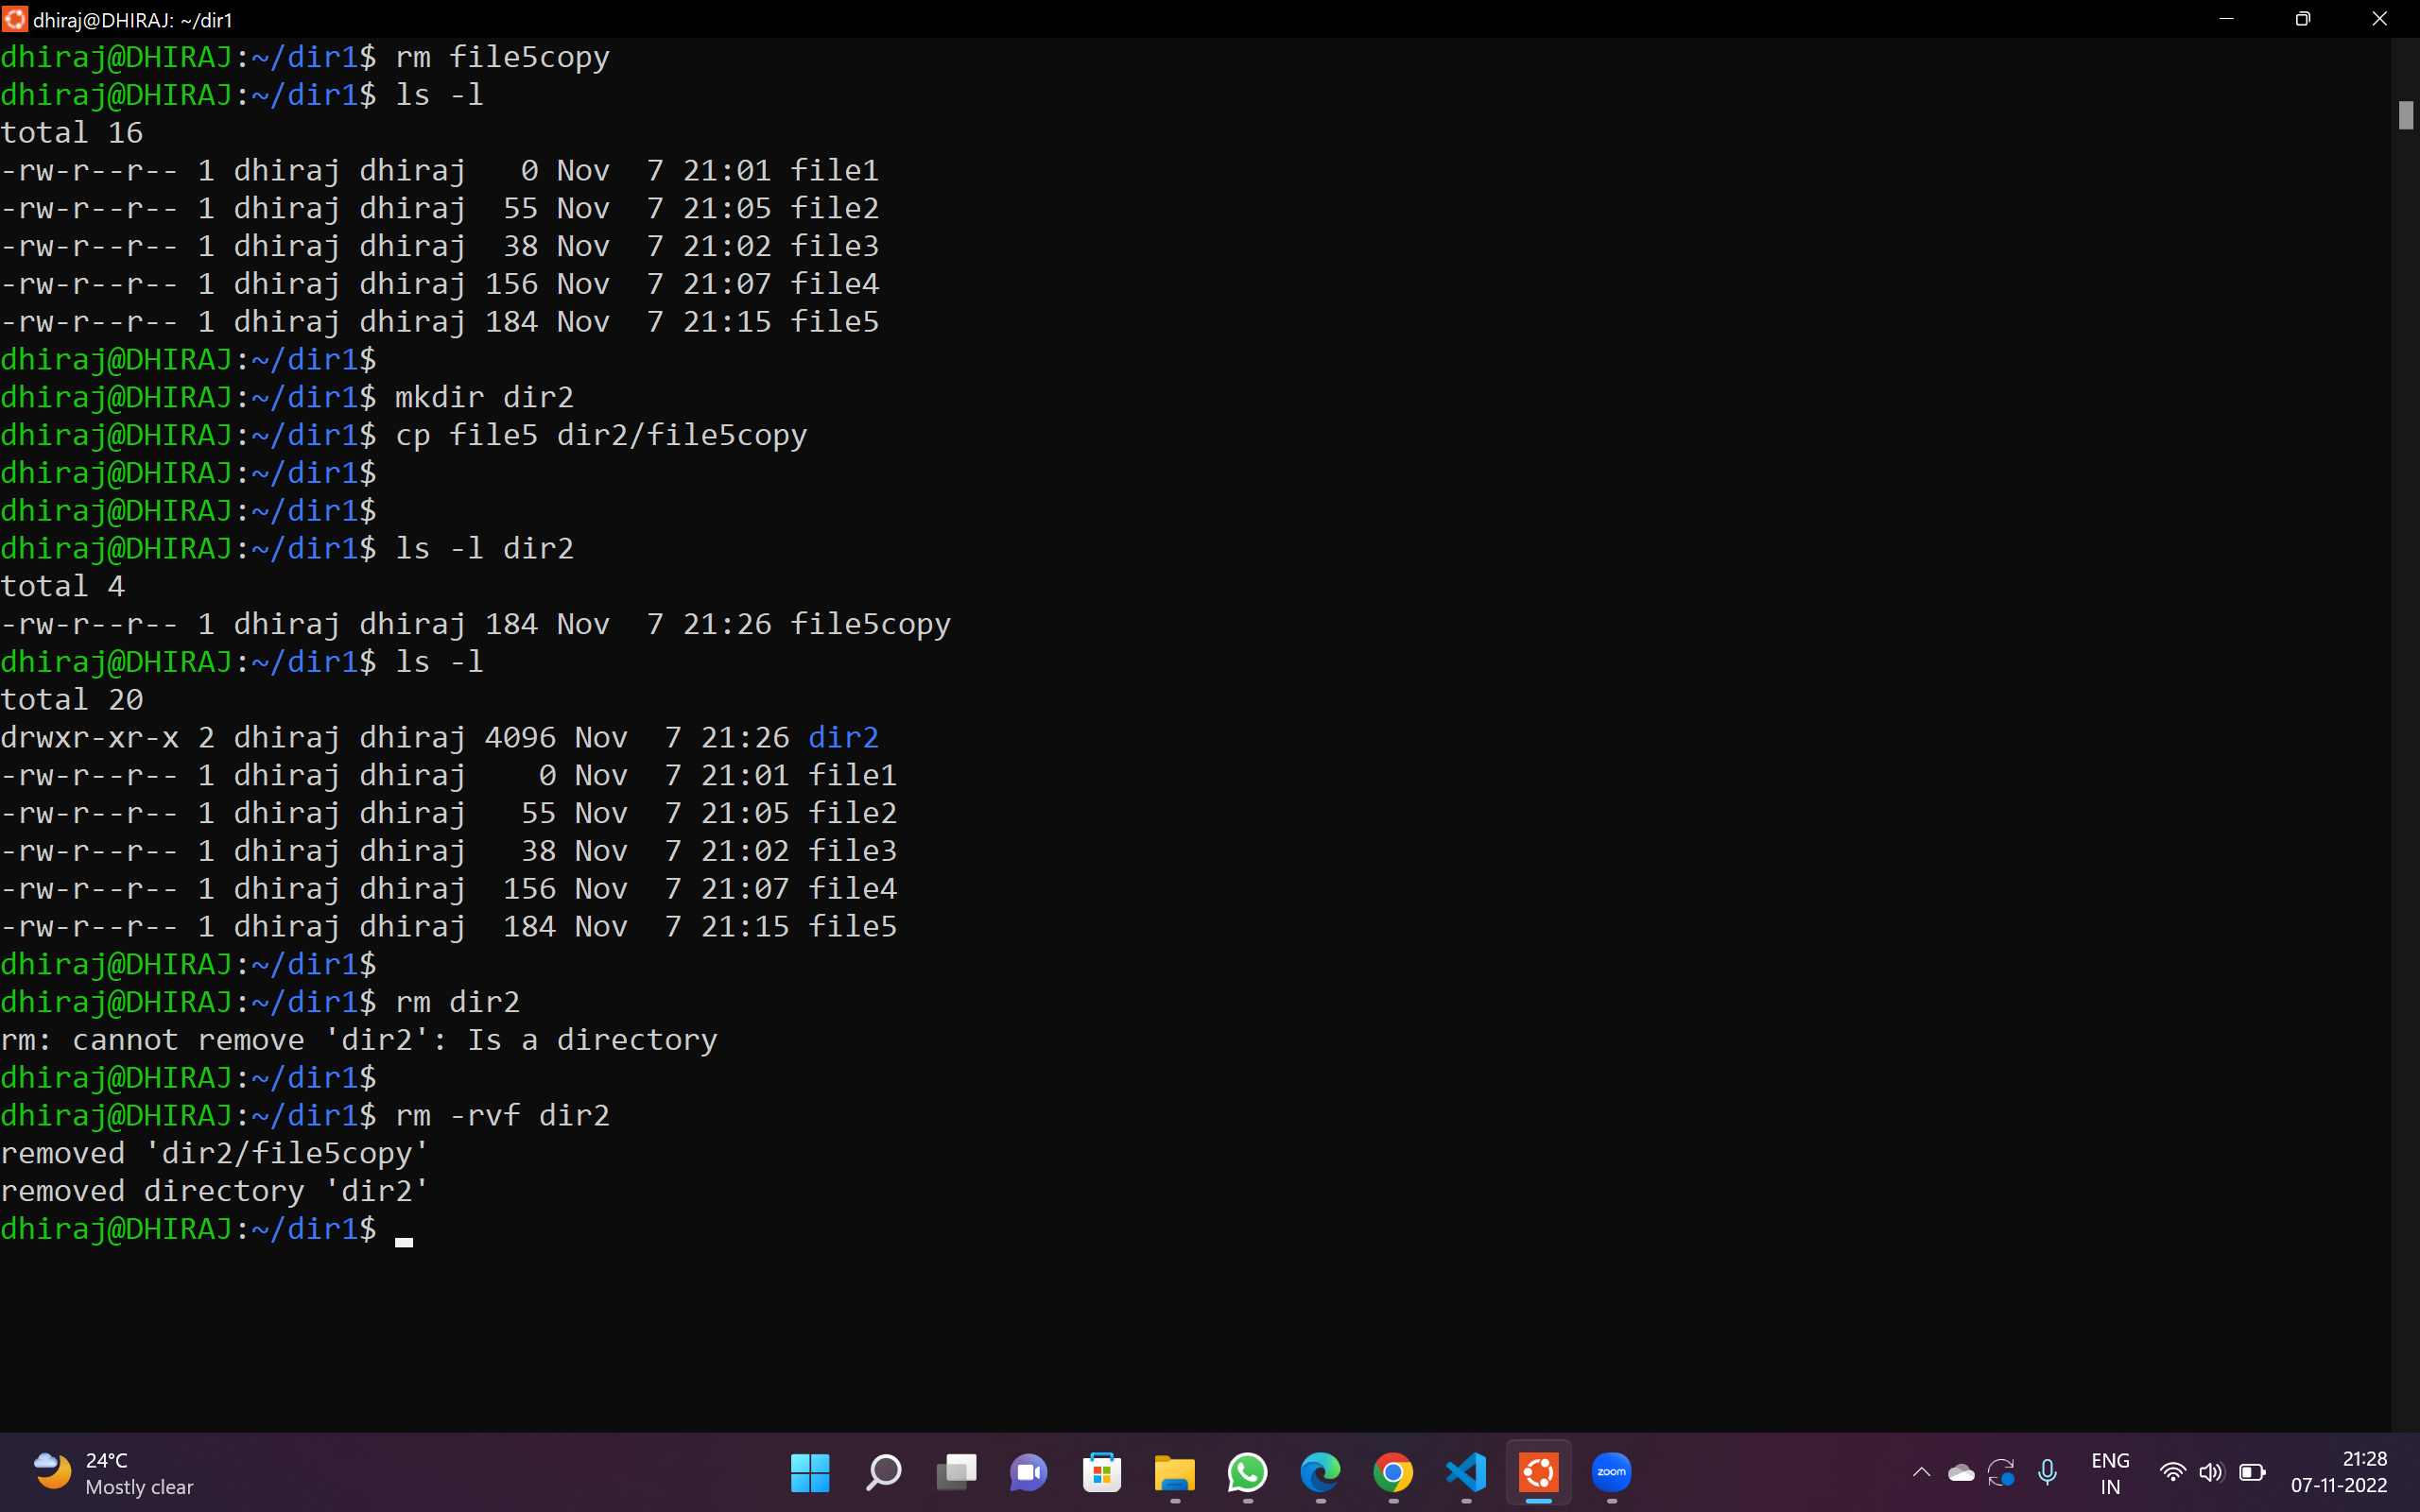 dhiraj@DHIRAJ: ~/dir1
dhiraj@DHIRAJ:~/dir1$ rm file5copy
dhiraj@DHIRAJ:~/dir1$ ls -l
total 16
-rw-r--r-- 1 dhiraj dhiraj   0 Nov  7 21:01 file1
-rw-r--r-- 1 dhiraj dhiraj  55 Nov  7 21:05 file2
-rw-r--r-- 1 dhiraj dhiraj  38 Nov  7 21:02 file3
-rw-r--r-- 1 dhiraj dhiraj 156 Nov  7 21:07 file4
-rw-r--r-- 1 dhiraj dhiraj 184 Nov  7 21:15 file5
dhiraj@DHIRAJ:~/dir1$
dhiraj@DHIRAJ:~/dir1$ mkdir dir2
dhiraj@DHIRAJ:~/dir1$ cp file5 dir2/file5copy
dhiraj@DHIRAJ:~/dir1$
dhiraj@DHIRAJ:~/dir1$
dhiraj@DHIRAJ:~/dir1$ ls -l dir2
total 4
-rw-r--r-- 1 dhiraj dhiraj 184 Nov  7 21:26 file5copy
dhiraj@DHIRAJ:~/dir1$ ls -l
total 20
drwxr-xr-x 2 dhiraj dhiraj 4096 Nov  7 21:26 dir2
-rw-r--r-- 1 dhiraj dhiraj    0 Nov  7 21:01 file1
-rw-r--r-- 1 dhiraj dhiraj   55 Nov  7 21:05 file2
-rw-r--r-- 1 dhiraj dhiraj   38 Nov  7 21:02 file3
-rw-r--r-- 1 dhiraj dhiraj  156 Nov  7 21:07 file4
-rw-r--r-- 1 dhiraj dhiraj  184 Nov  7 21:15 file5
dhiraj@DHIRAJ:~/dir1$
dhiraj@DHIRAJ:~/dir1$ rm dir2
rm: cannot remove 'dir2': Is a directory
dhiraj@DHIRAJ:~/dir1$
dhiraj@DHIRAJ:~/dir1$ rm -rvf dir2
removed 'dir2/file5copy'
removed directory 'dir2'
dhiraj@DHIRAJ:~/dir1$
24°C
Mostly clear
zoom
ENG
IN
21:28
07-11-2022